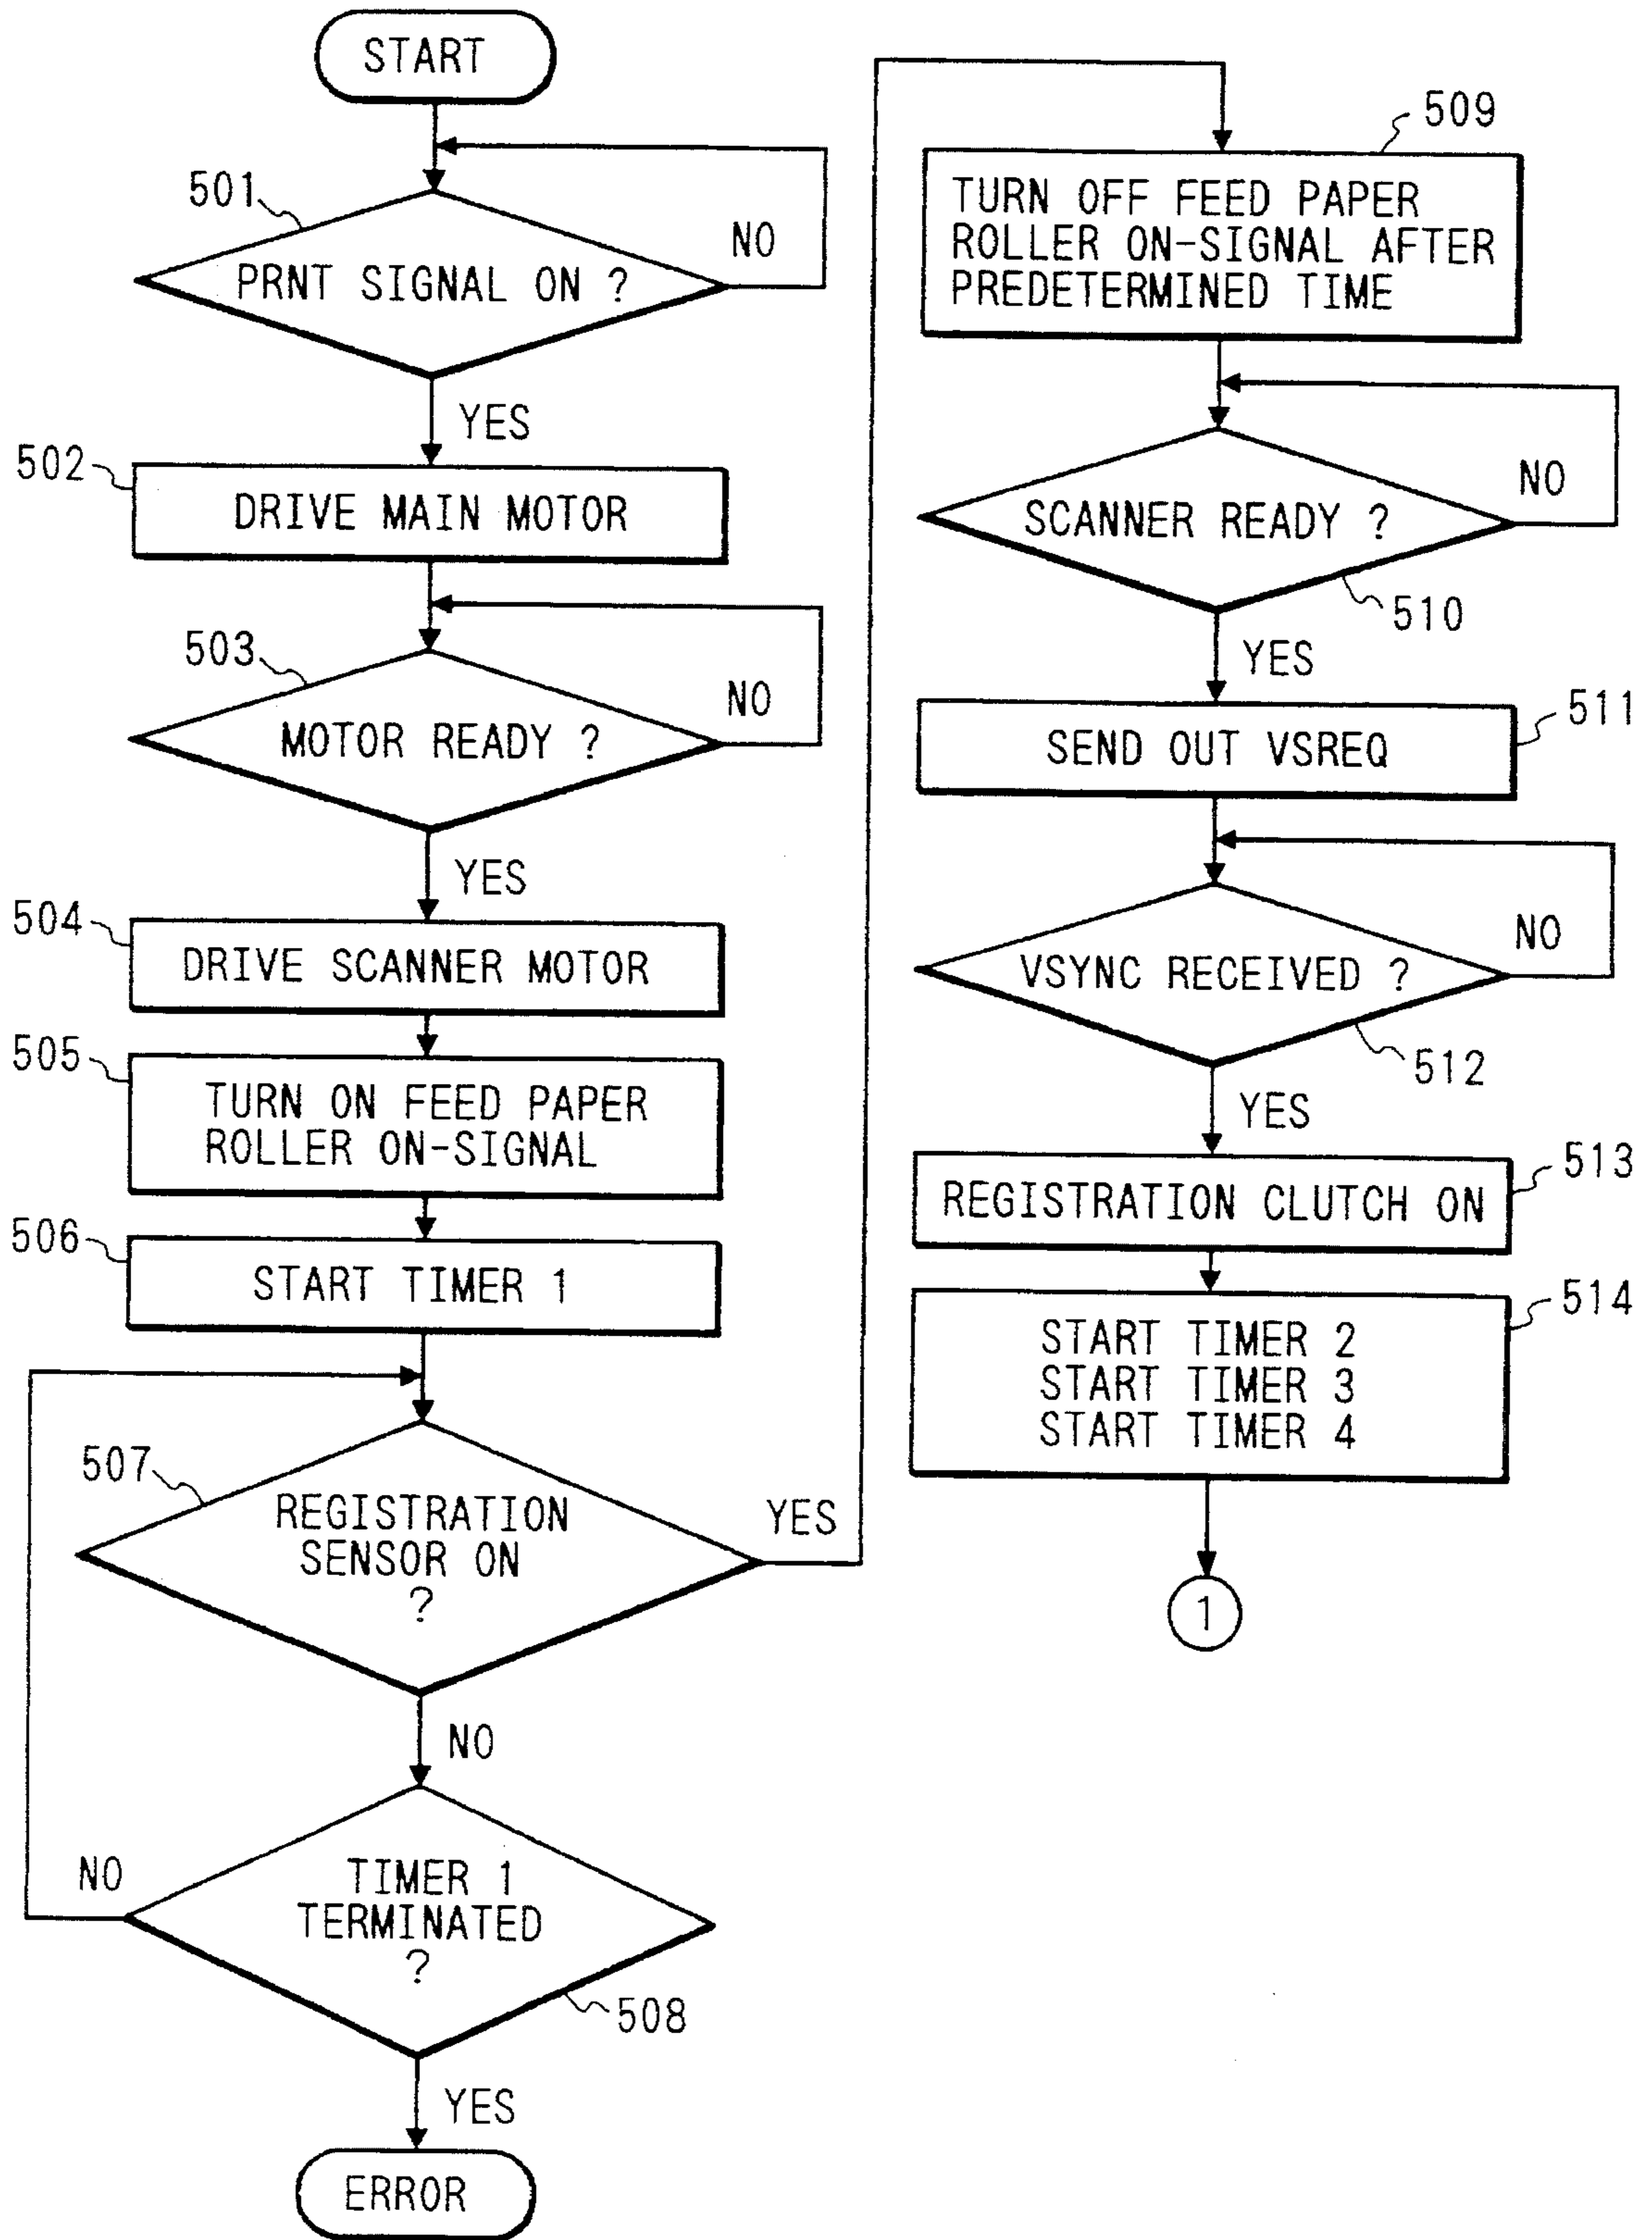 START
501
PRNT SIGNAL ON ?
NO
YES
502
DRIVE MAIN MOTOR
503
MOTOR READY ?
NO
YES
504
DRIVE SCANNER MOTOR
505
TURN ON FEED PAPER
ROLLER ON-SIGNAL
506
START TIMER 1
507
REGISTRATION
SENSOR ON
?
YES
NO
TIMER 1
TERMINATED
?
NO
508
YES
ERROR
509
TURN OFF FEED PAPER
ROLLER ON-SIGNAL AFTER
PREDETERMINED TIME
SCANNER READY ?
NO
510
YES
511
SEND OUT VSREQ
VSYNC RECEIVED ?
NO
512
YES
513
REGISTRATION CLUTCH ON
514
START TIMER 2
START TIMER 3
START TIMER 4
1